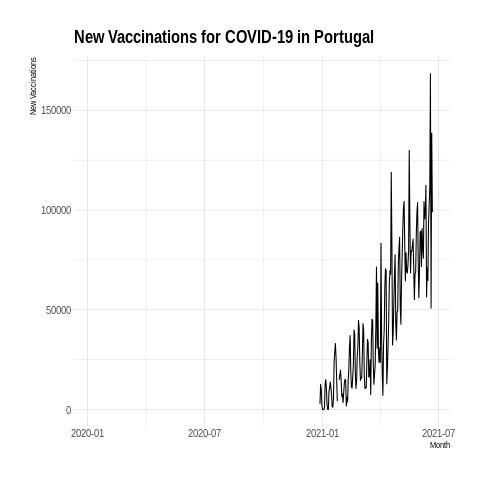 New Vaccinations for COVID-19 in Portugal
New Vaccinations
150000
100000
50000
0
2020-01 2020-07 2021-01 2021-07
Month